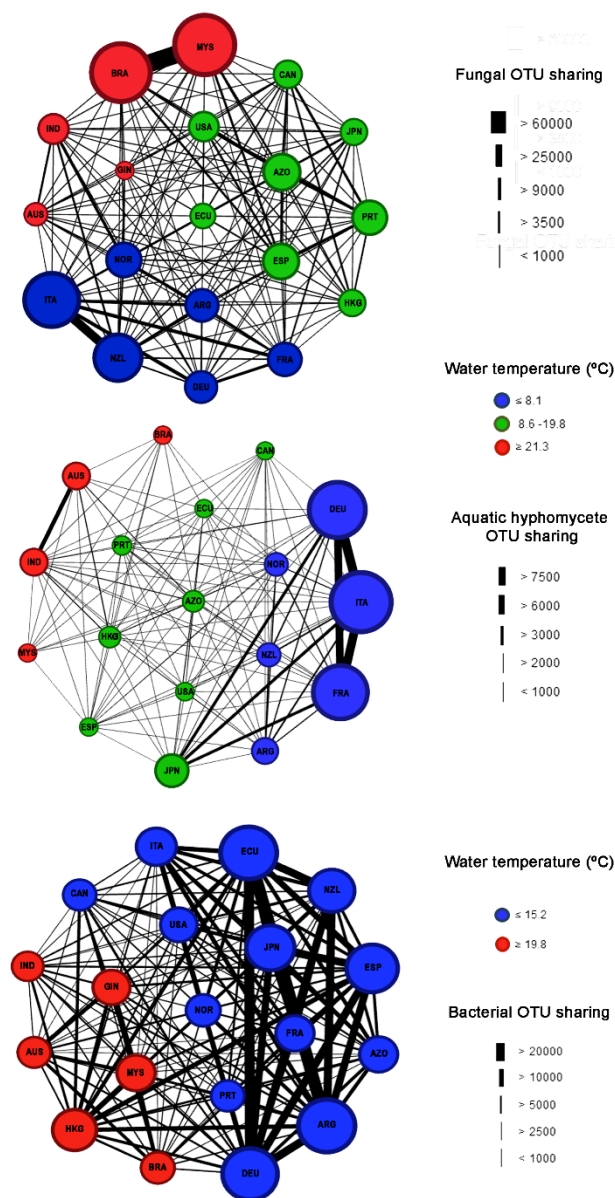 MYS
BRA
CAN
Fungal OTU sharing
IND
USA
JPN
> 60000
GIN
AZO
> 25000
> 9000
AUS
ECU
PRT
> 3500
NOR
ESP
< 1000
ITA
ARG
HKG
NZL
FRA
DEU
Water temperature (ºC)
≤ 8.1
8.6 -19.8
≥ 21.3
BRA
CAN
AUS
ECU
DEU
Aquatic hyphomycete
OTU sharing
PRT
IND
NOR
> 7500
AZO
ITA
> 6000
HKG
> 3000
MYS
NZL
> 2000
USA
FRA
< 1000
ESP
ARG
JPN
ITA
ECU
Water temperature (ºC)
CAN
NZL
USA
≤ 15.2
JPN
≥ 19.8
IND
GIN
ESP
NOR
Bacterial OTU sharing
FRA
AUS
MYS
AZO
> 20000
> 10000
PRT
> 5000
HKG
ARG
> 2500
BRA
DEU
< 1000